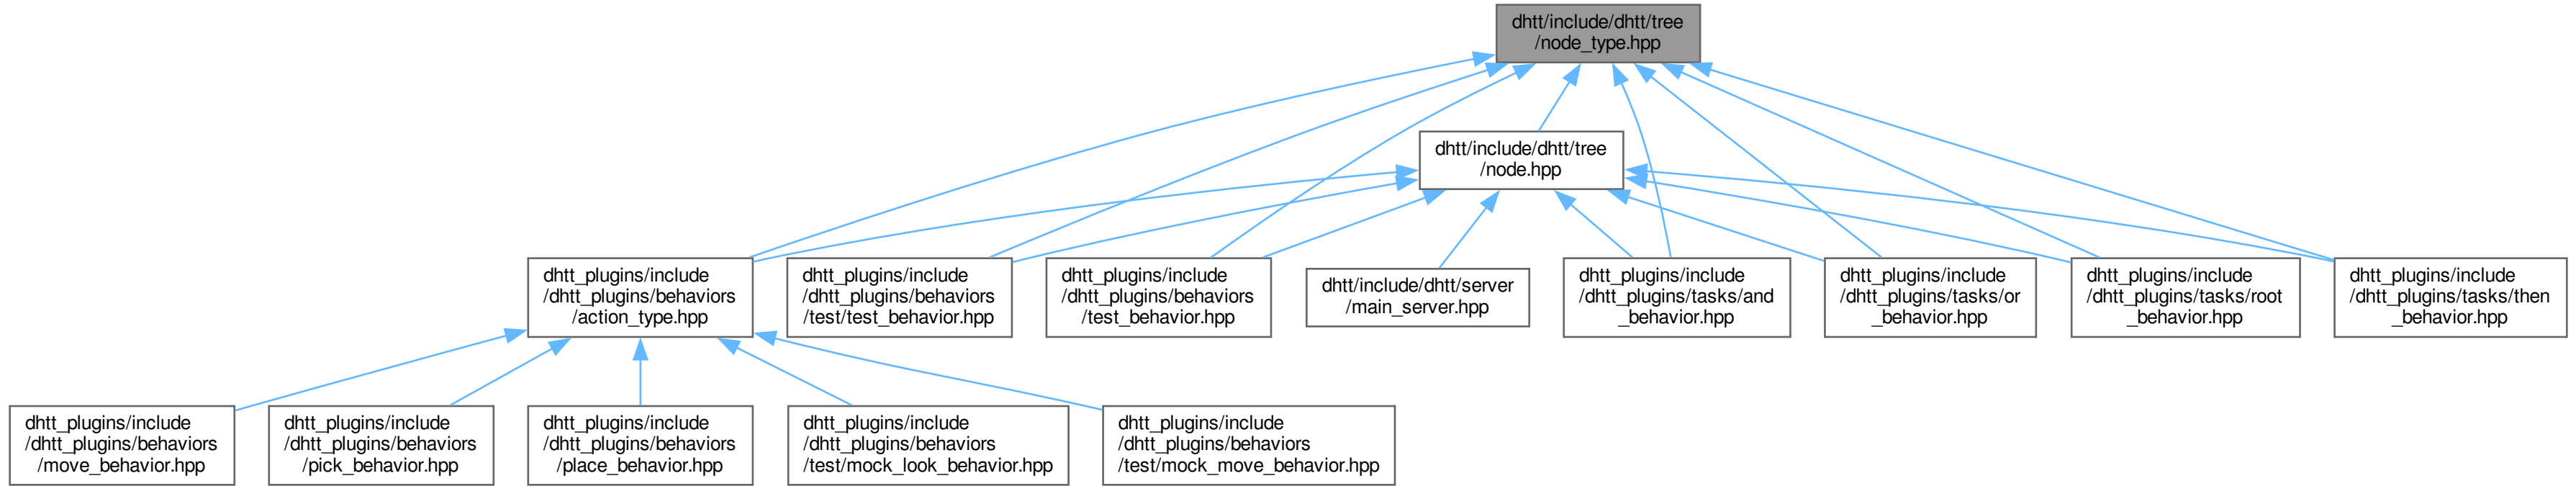 dhtt/include/dhtt/tree
/node_type.hpp
dhtt/include/dhtt/tree
/node.hpp
dhtt_plugins/include
/dhtt_plugins/behaviors
/action_type.hpp
dhtt_plugins/include
/dhtt_plugins/behaviors
/test/test_behavior.hpp
dhtt_plugins/include
/dhtt_plugins/behaviors
/test_behavior.hpp
dhtt/include/dhtt/server
/main_server.hpp
dhtt_plugins/include
/dhtt_plugins/tasks/and
_behavior.hpp
dhtt_plugins/include
/dhtt_plugins/tasks/or
_behavior.hpp
dhtt_plugins/include
/dhtt_plugins/tasks/root
_behavior.hpp
dhtt_plugins/include
/dhtt_plugins/tasks/then
_behavior.hpp
dhtt_plugins/include
/dhtt_plugins/behaviors
/move_behavior.hpp
dhtt_plugins/include
/dhtt_plugins/behaviors
/pick_behavior.hpp
dhtt_plugins/include
/dhtt_plugins/behaviors
/place_behavior.hpp
dhtt_plugins/include
/dhtt_plugins/behaviors
/test/mock_look_behavior.hpp
dhtt_plugins/include
/dhtt_plugins/behaviors
/test/mock_move_behavior.hpp